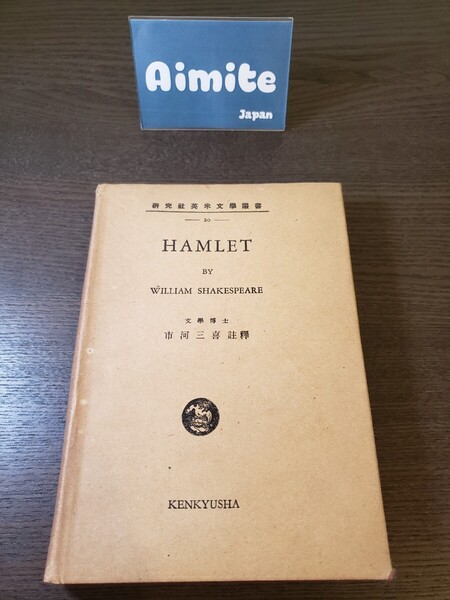 Aimite
Japan
研究社英米文學叢書
20
HAMLET
BY
WILLIAM SHAKESPEARE
文學博士
市河三喜註釋
KENKYUSHA